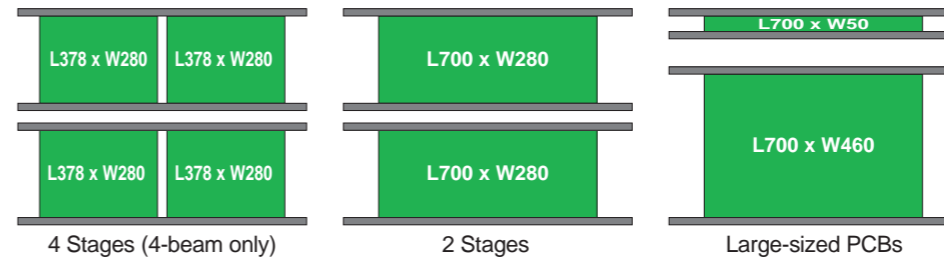 L378 x W280 L378 x W280
L378 x W280 L378 x W280
4 Stages (4-beam only)
L700 x W280
L700 x W280
2 Stages
L700 x W50
L700 x W460
Large-sized PCBs